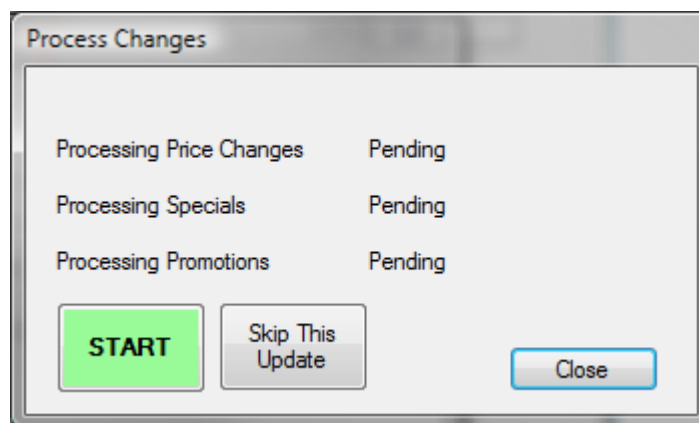 Process Changes
Processing Price Changes Pending
Processing Specials Pending
Processing Promotions Pending
START
Skip This
Update
Close